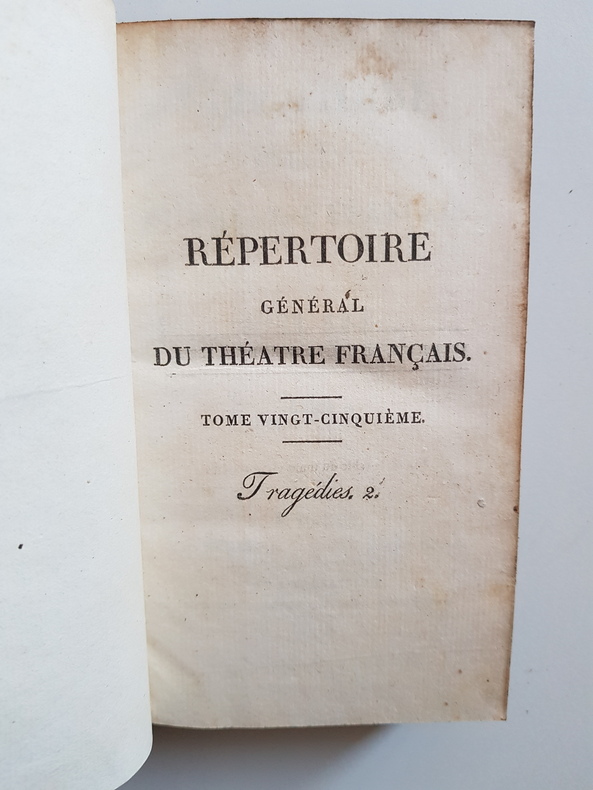 RÉPERTOIRE
GÉNÉRAL
DU THÉATRE FRANÇAIS.
TOME VINGT-CINQUIÈME.
Tragédies. 2.